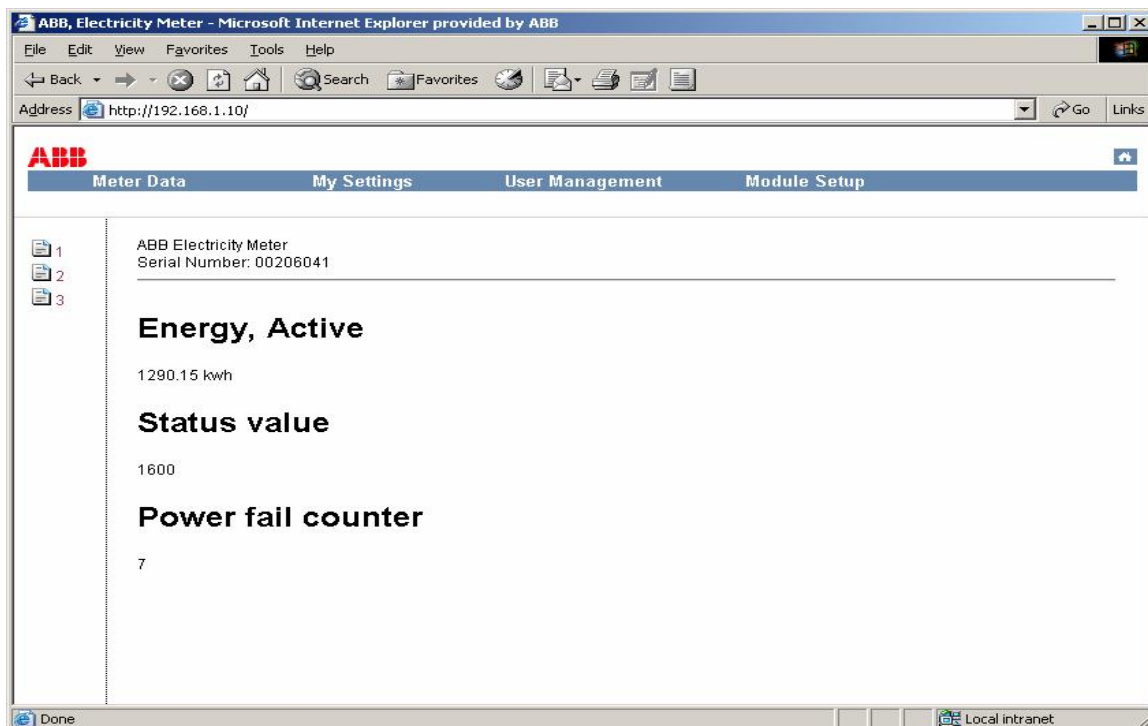 ABB, Electricity Meter - Microsoft Internet Explorer provided by ABB
File Edit View Favorites Tools Help
Back Search Favorites
Address http://192.168.1.10/ Go Links
ABB
Meter Data My Settings User Management Module Setup
1
2
3
ABB Electricity Meter
Serial Number: 00206041
Energy, Active
1290.15 kwh
Status value
1600
Power fail counter
7
Done Local intranet